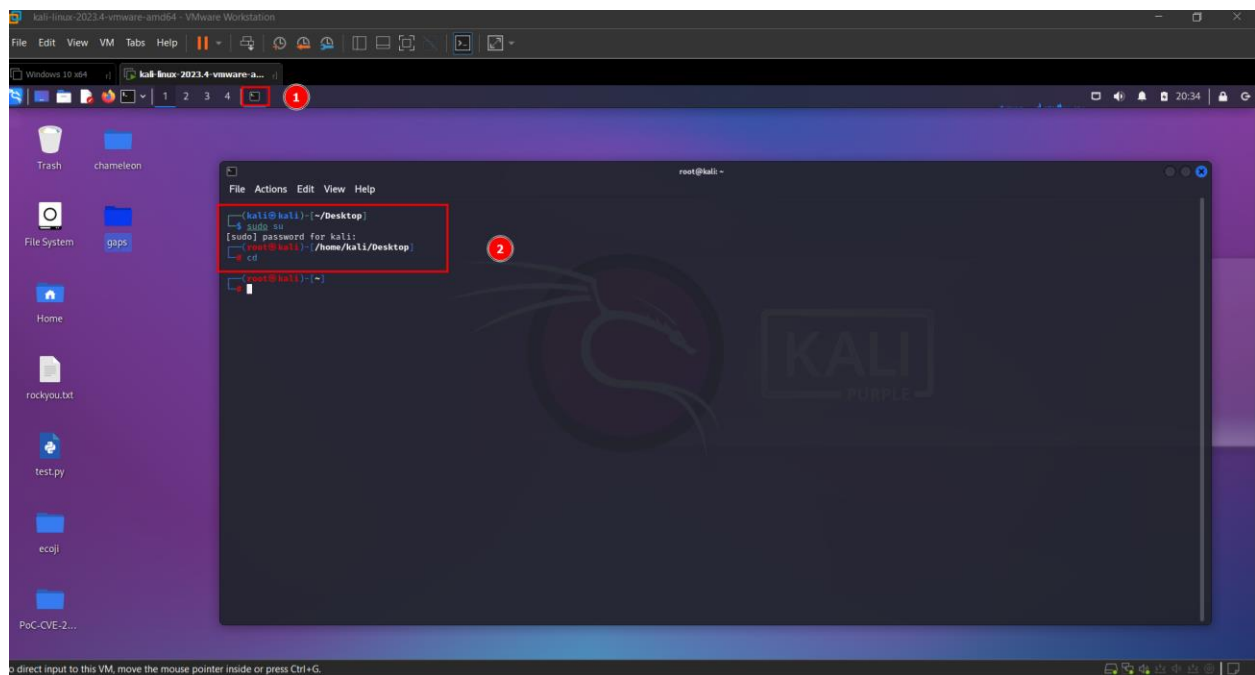 kali-linux-2023.4-vmware-amd64 - VMware Workstation
File Edit View VM Tabs Help
Windows 10 x64 kali-linux-2023.4-vmware-a...
1 2 3 4 1 20:34
Trash chameleon
root@kali: ~
File Actions Edit View Help
(kali㉿kali)-[~/Desktop]
$ sudo su
[sudo] password for kali:
(root㉿kali)-[/home/kali/Desktop]
# cd
2
(root㉿kali)-[~]
#
File System gaps
Home
KALI
PURPLE
rockyou.txt
test.py
ecoji
PoC-CVE-2...
o direct input to this VM, move the mouse pointer inside or press Ctrl+G.